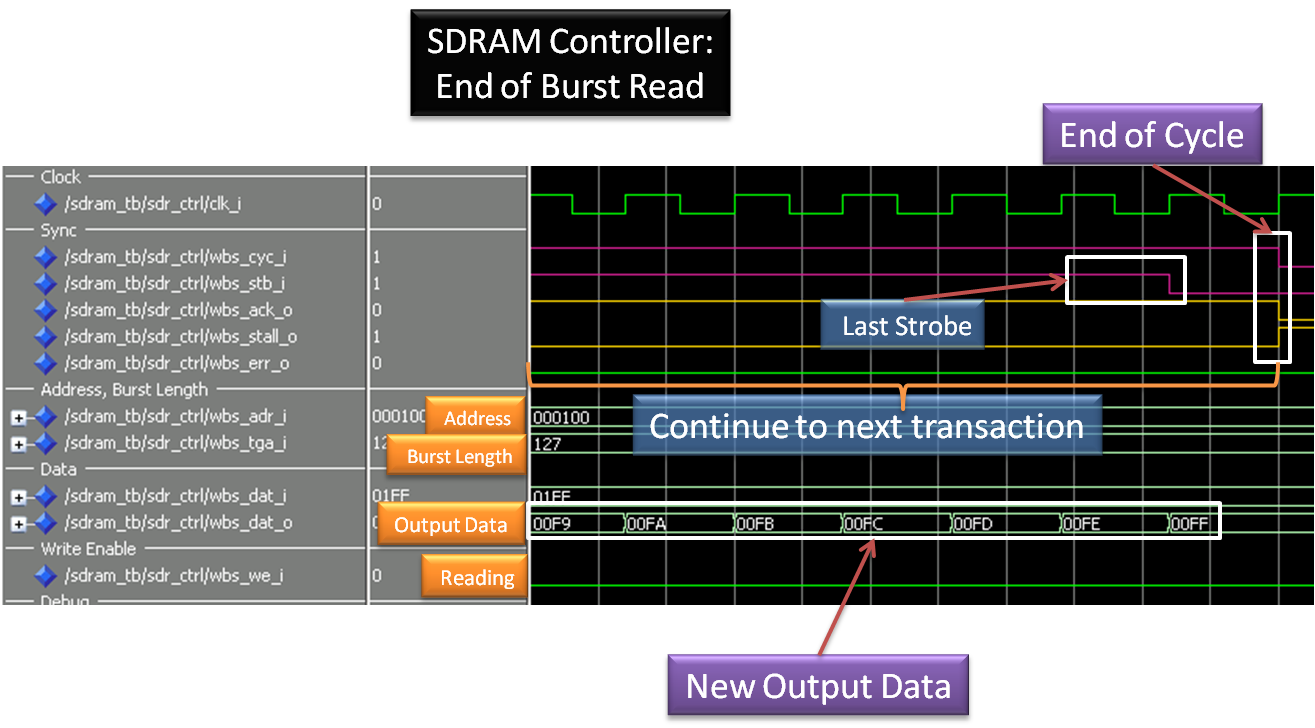 SDRAM Controller:
End of Burst Read
End of Cycle
Clock
/sdram_tb/sdr_ctrl/clk_i 0
Sync
/sdram_tb/sdr_ctrl/wbs_cyc_i 1
/sdram_tb/sdr_ctrl/wbs_stb_i 1
/sdram_tb/sdr_ctrl/wbs_ack_o 0
Last Strobe
/sdram_tb/sdr_ctrl/wbs_stall_o 1
/sdram_tb/sdr_ctrl/wbs_err_o 0
Address, Burst Length
/sdram_tb/sdr_ctrl/wbs_adr_i 000100 Address 000100
Continue to next transaction
/sdram_tb/sdr_ctrl/wbs_tga_i Burst Length 127
Data
/sdram_tb/sdr_ctrl/wbs_dat_i 01FF 01FF
/sdram_tb/sdr_ctrl/wbs_dat_o Output Data 00F9 00FA 00FB 00FC 00FD 00FE 00FF
Write Enable
/sdram_tb/sdr_ctrl/wbs_we_i 0 Reading
Debug
New Output Data